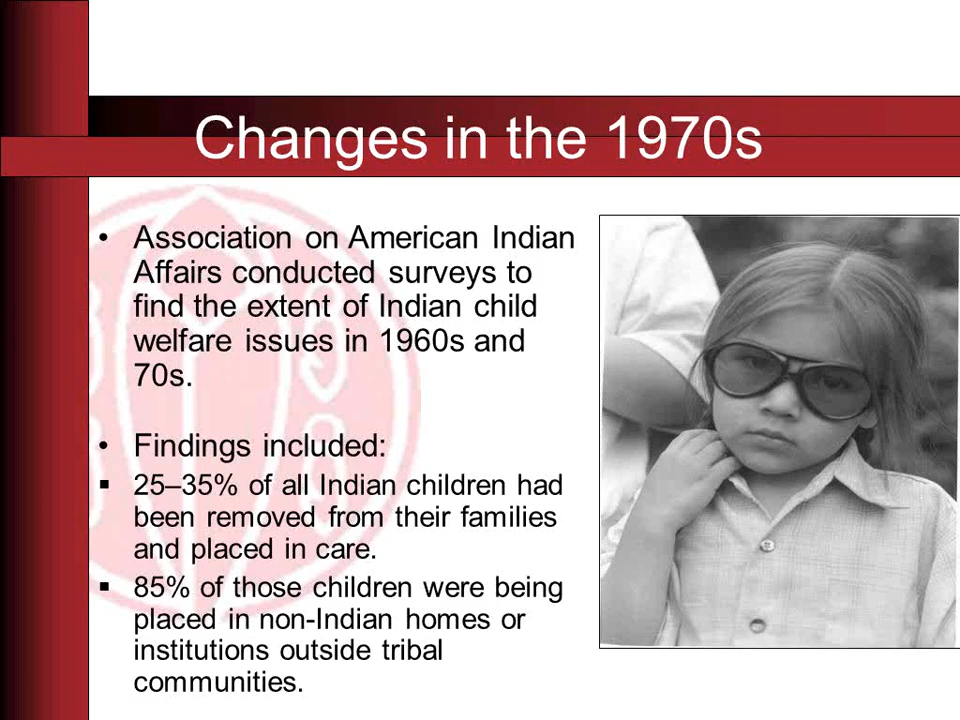 Changes in the 1970s
• Association on American Indian
Affairs conducted surveys to
find the extent of Indian child
welfare issues in 1960s and
70s.
• Findings included:
▪ 25–35% of all Indian children had
been removed from their families
and placed in care.
▪ 85% of those children were being
placed in non-Indian homes or
institutions outside tribal
communities.